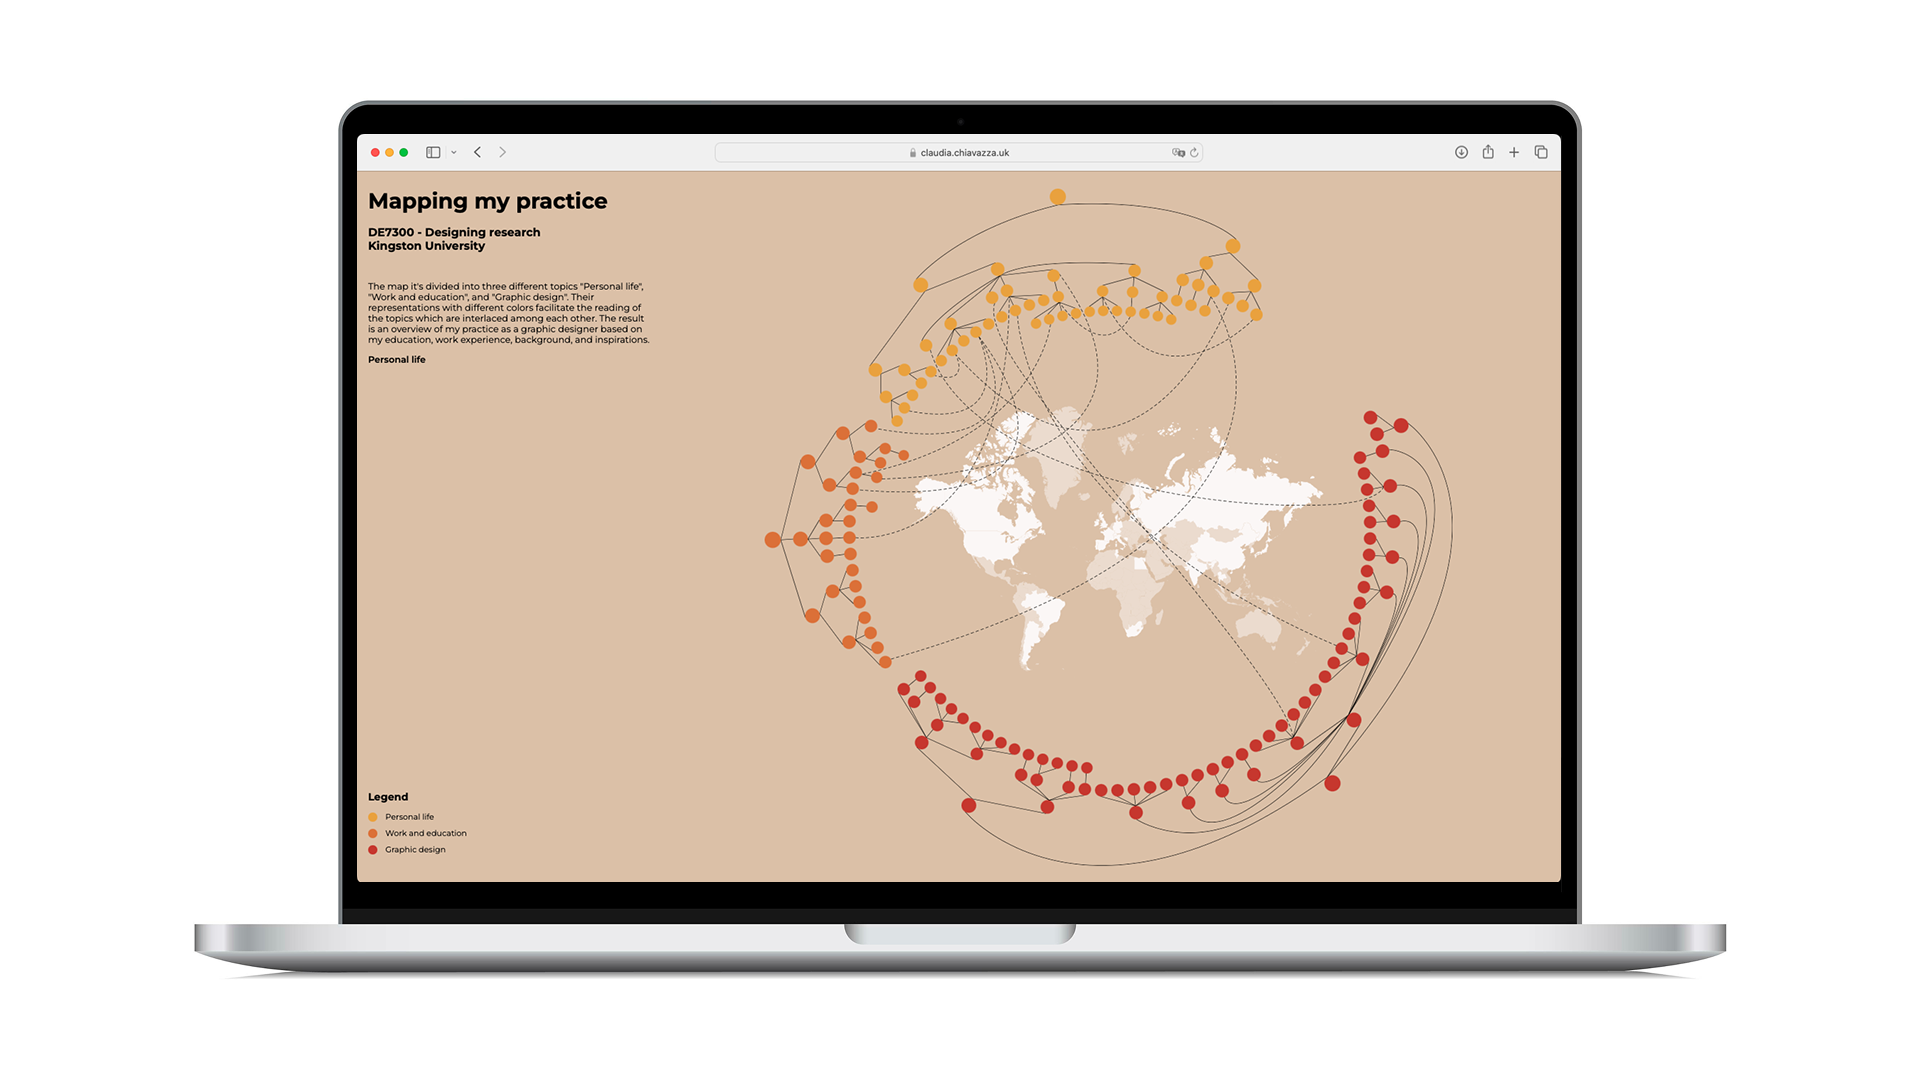 claudia.chiavazza.uk
Mapping my practice
DE7300 - Designing research
Kingston University
The map it's divided into three different topics "Personal life",
"Work and education", and "Graphic design". Their
representations with different colors facilitate the reading of
the topics which are interlaced among each other. The result
is an overview of my practice as a graphic designer based on
my education, work experience, background, and inspirations.
Personal life
Legend
Personal life
Work and education
Graphic design